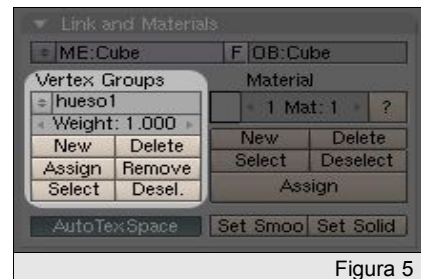 Link and Materials
ME:Cube F OB:Cube
Vertex Groups Material
hueso1 1 Mat: 1 ?
Weight: 1.000
New Delete New Delete
Assign Remove Select Deselect
Select Desel. Assign
AutoTexSpace Set Smoo Set Solid
Figura 5